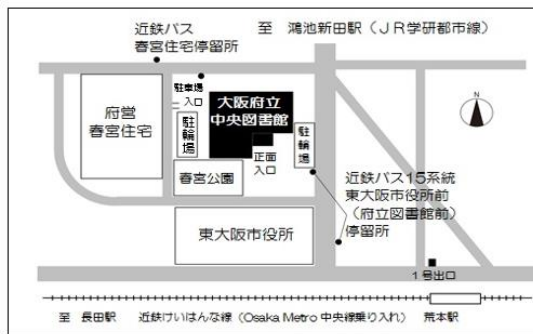 近鉄バス
春宮住宅停留所
至　鴻池新田駅（ＪＲ学研都市線）
府営
春宮住宅
駐車場
入口
駐輪場
大阪府立
中央図書館
正面
入口
駐輪場
N
春宮公園
近鉄バス15系統
東大阪市役所前
（府立図書館前）
停留所
東大阪市役所
１号出口
至　長田駅　近鉄けいはんな線（Osaka Metro 中央線乗り入れ）　荒本駅